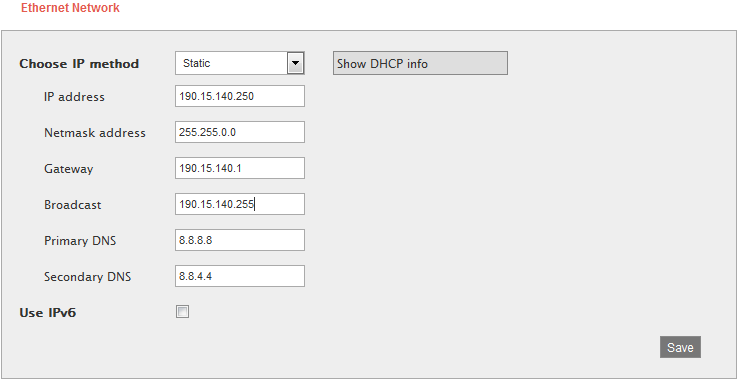 Ethernet Network
Choose IP method Static Show DHCP info
IP address 190.15.140.250
Netmask address 255.255.0.0
Gateway 190.15.140.1
Broadcast 190.15.140.255
Primary DNS 8.8.8.8
Secondary DNS 8.8.4.4
Use IPv6
Save